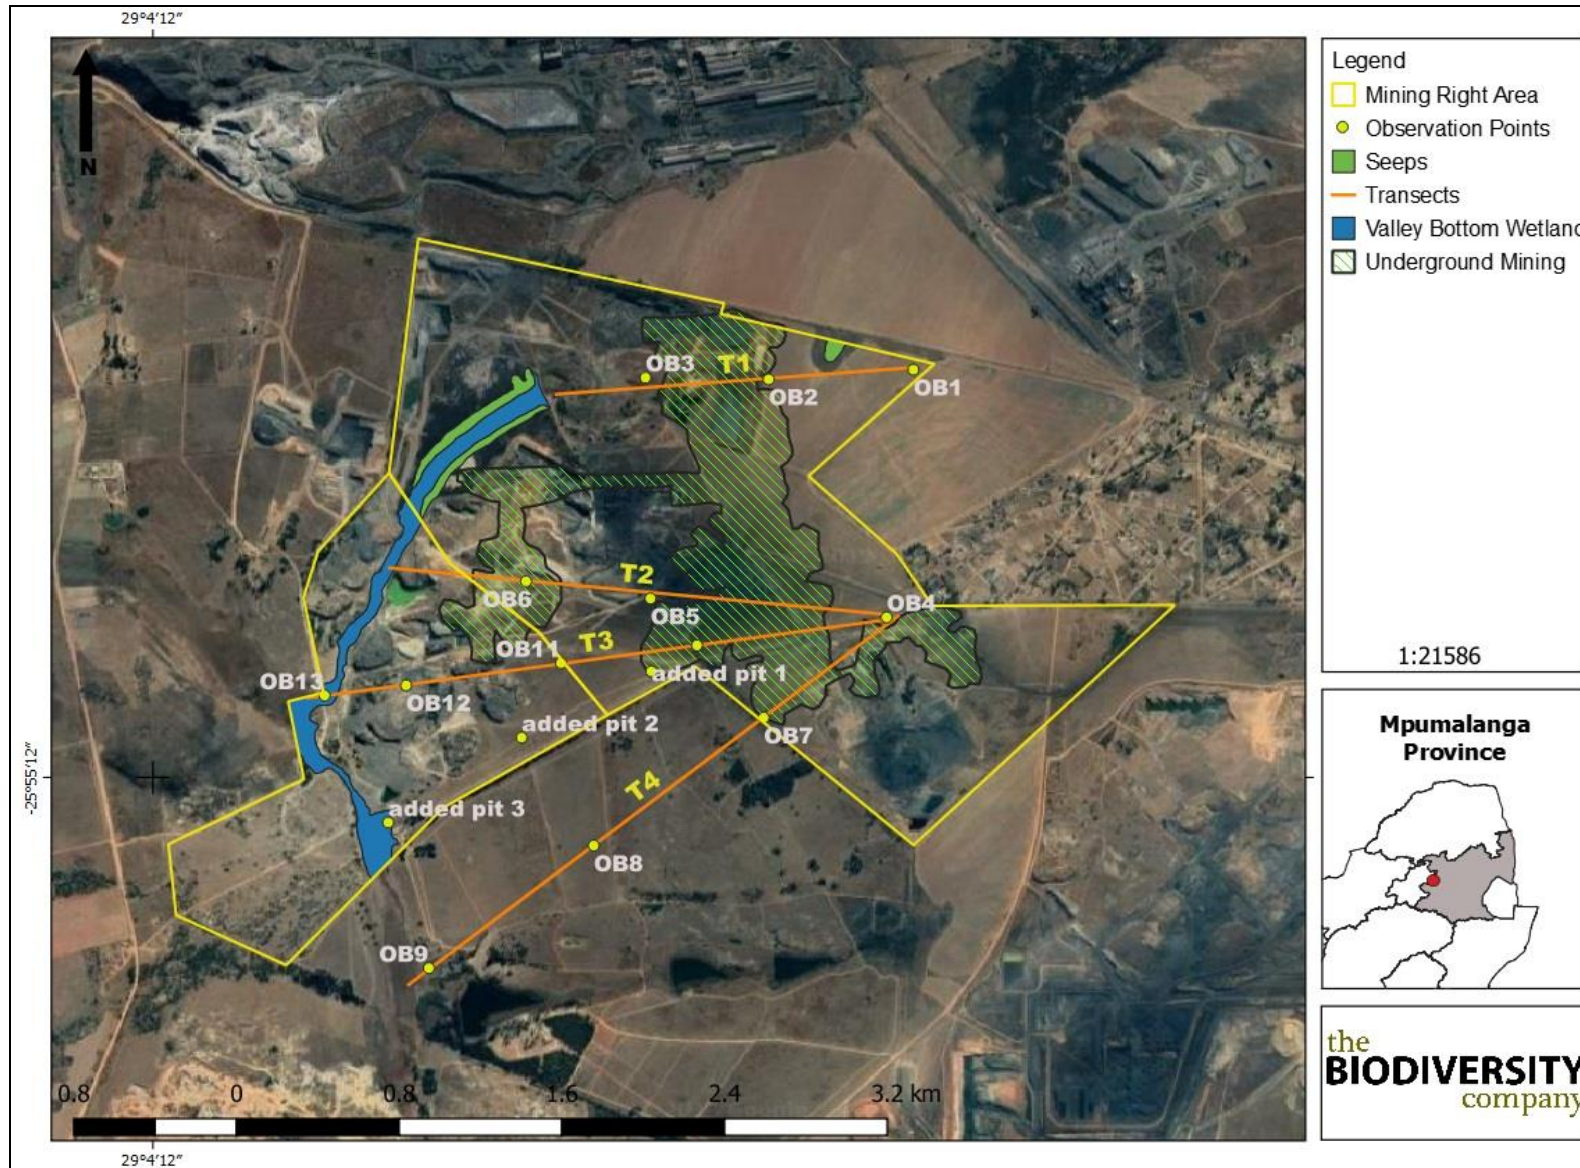 29°4'12"
N
OB3
T1
OB2
OB1
OB6
T2
OB5
OB4
OB11
T3
added pit 1
OB13
OB12
added pit 2
OB7
T4
added pit 3
OB8
OB9
-25°55'12"
0.8 0 0.8 1.6 2.4 3.2 km
29°4'12"
Legend
Mining Right Area
Observation Points
Seeps
Transects
Valley Bottom Wetland
Underground Mining
1:21586
Mpumalanga
Province
the
BIODIVERSITY
company